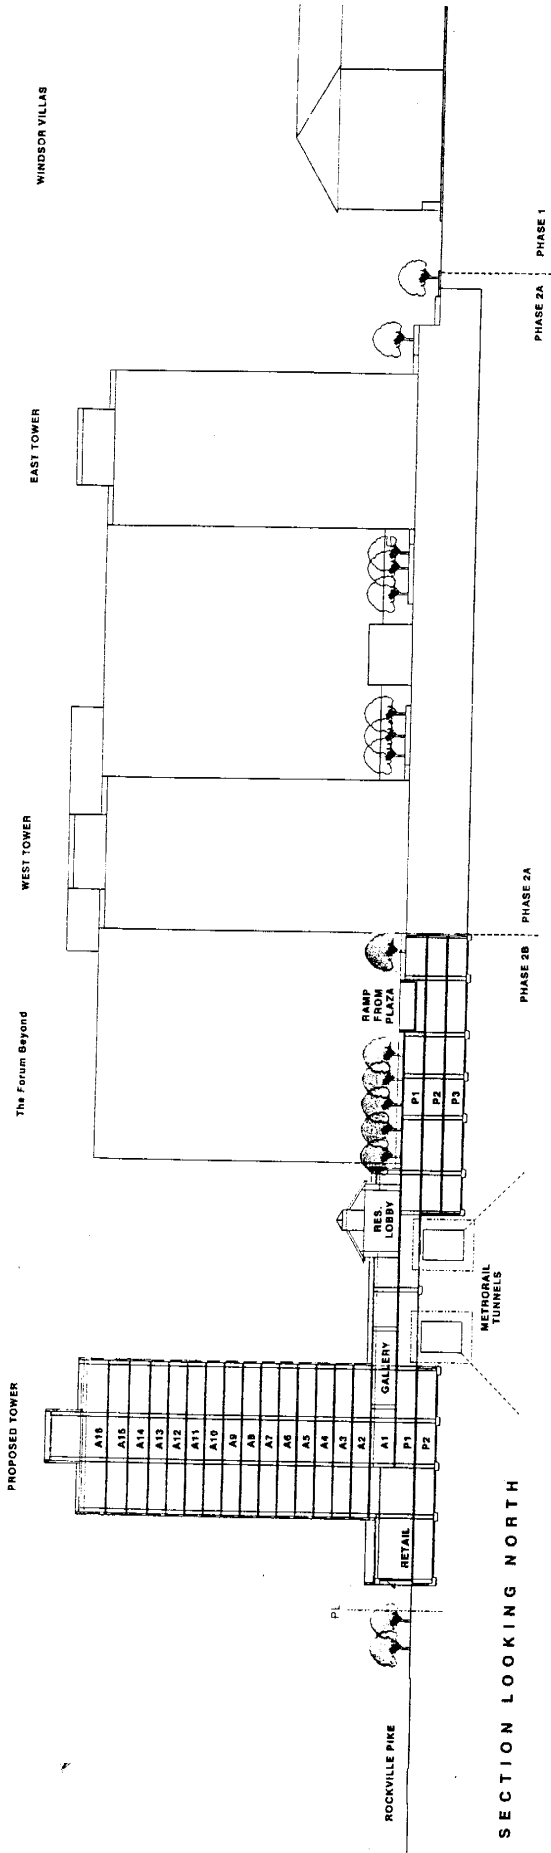 PROPOSED TOWER
The Forum Beyond
WEST TOWER
EAST TOWER
WINDSOR VILLAS
A16
A15
A14
A13
A12
A11
A10
A9
A8
A7
A6
A5
A4
A3
A2
A1
P1
P2
RETAIL
GALLERY
RES.
LOBBY
RAMP
FROM
PLAZA
P1
P2
P3
PL
ROCKVILLE PIKE
METRORAIL
TUNNELS
PHASE 2B
PHASE 2A
PHASE 2A
PHASE 1
SECTION LOOKING NORTH